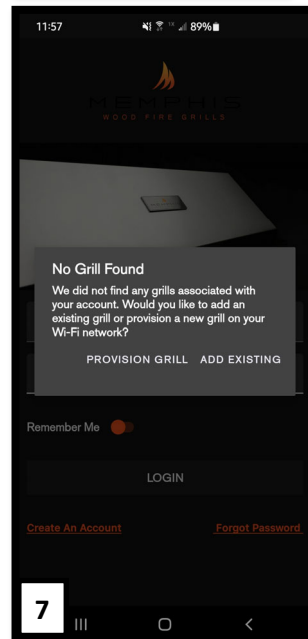 11:57
89%
MEMPHIS
WOOD FIRE GRILLS
No Grill Found
We did not find any grills associated with
your account. Would you like to add an
existing grill or provision a new grill on your
Wi-Fi network?
PROVISION GRILL ADD EXISTING
Remember Me
LOGIN
Create An Account Forgot Password
7